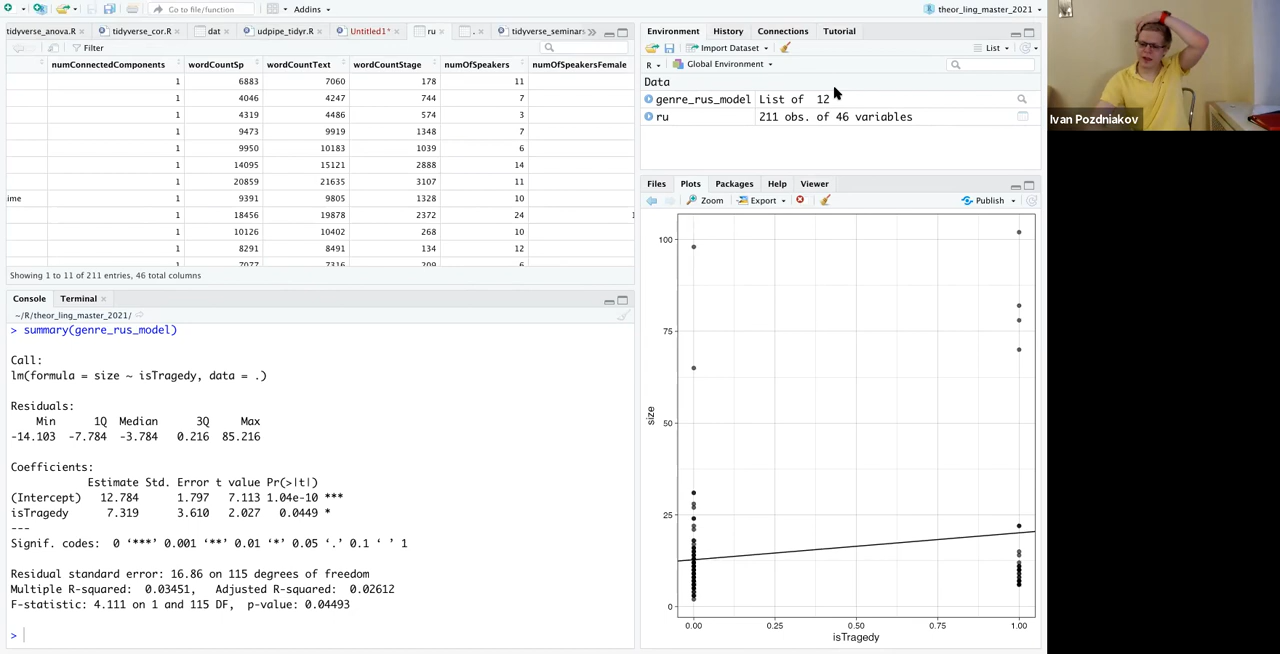 Go to file/function
Addins
theor_ling_master_2021
tidyverse_anova.R
tidyverse_cor.R
dat
udpipe_tidyr.R
Untitled1*
ru
.
tidyverse_seminars
Filter
numConnectedComponents wordCountSp wordCountText wordCountStage numOfSpeakers numOfSpeakersFemale
1 6883 7060 178 11
1 4046 4247 744 7
1 4319 4486 574 3
1 9473 9919 1348 7
1 9950 10183 1039 6
1 14095 15121 2888 14
1 20859 21635 3107 11
ime 1 9391 9805 1328 10
1 18456 19878 2372 24 1
1 10126 10402 268 10
1 8291 8491 134 12
1 7077 7316 209 6
Showing 1 to 11 of 211 entries, 46 total columns
Console Terminal
~/R/theor_ling_master_2021/
> summary(genre_rus_model)
Call:
lm(formula = size ~ isTragedy, data = .)
Residuals:
Min 1Q Median 3Q Max
-14.103 -7.784 -3.784 0.216 85.216
Coefficients:
Estimate Std. Error t value Pr(>|t|)
(Intercept) 12.784 1.797 7.113 1.04e-10 ***
isTragedy 7.319 3.610 2.027 0.0449 *
---
Signif. codes: 0 ‘***’ 0.001 ‘**’ 0.01 ‘*’ 0.05 ‘.’ 0.1 ‘ ’ 1
Residual standard error: 16.86 on 115 degrees of freedom
Multiple R-squared: 0.03451, Adjusted R-squared: 0.02612
F-statistic: 4.111 on 1 and 115 DF, p-value: 0.04493
>
Environment History Connections Tutorial
Import Dataset List
R Global Environment
Data
genre_rus_model List of 12
ru 211 obs. of 46 variables
Files Plots Packages Help Viewer
Zoom Export Publish
100
75
50
25
0
size
0.00 0.25 0.50 0.75 1.00
isTragedy
Ivan Pozdniakov